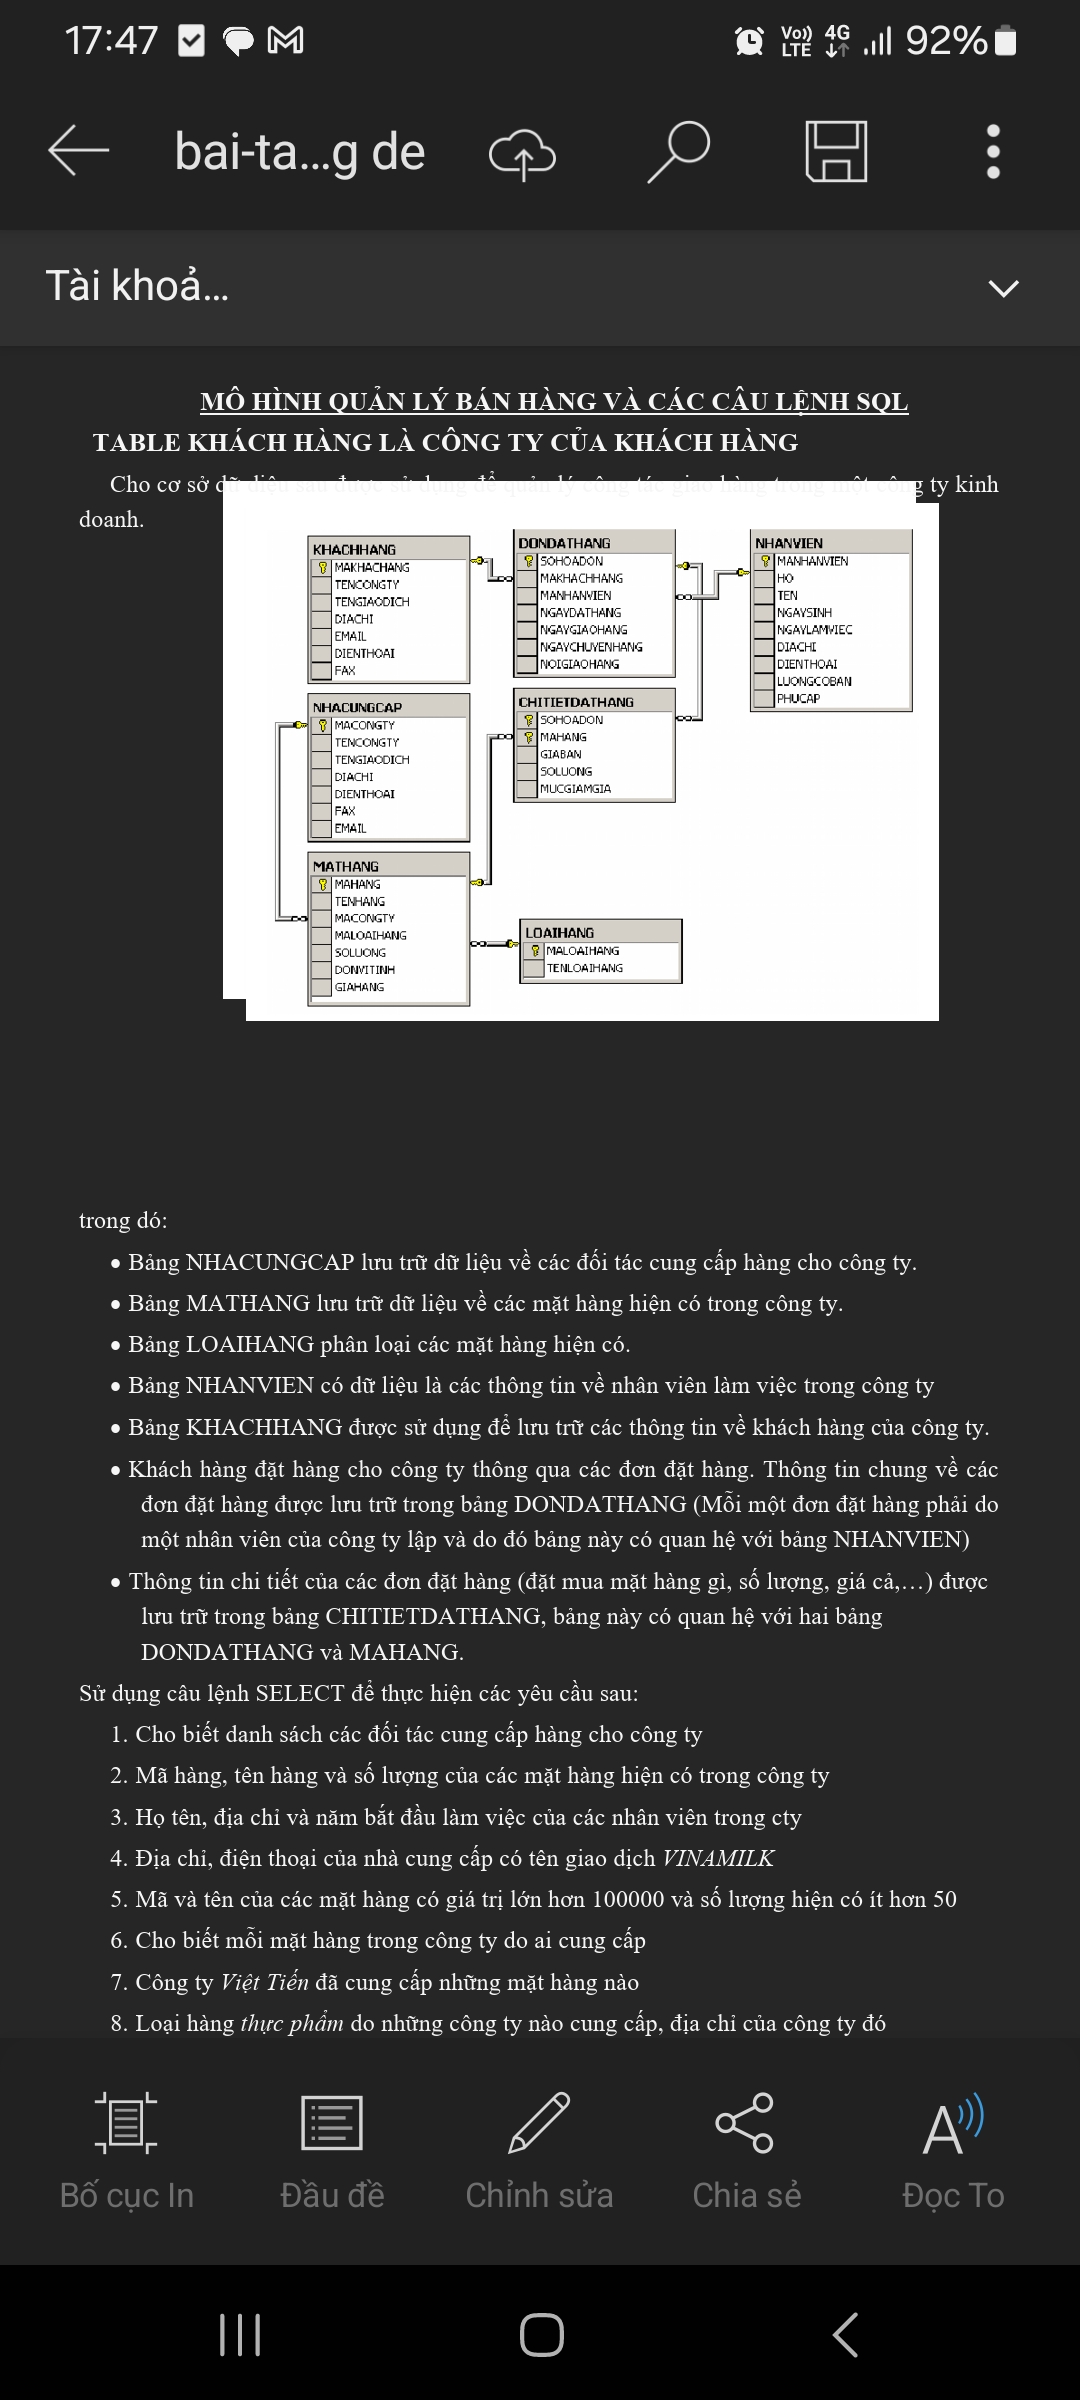 17:47
Vo)) LTE 4G 92%
bai-ta...g de
Tài khoả...
MÔ HÌNH QUẢN LÝ BÁN HÀNG VÀ CÁC CÂU LỆNH SQL
TABLE KHÁCH HÀNG LÀ CÔNG TY CỦA KHÁCH HÀNG
Cho cơ sở dữ diệu sau được sử dụng để quản lý công tác giao hàng trong một công ty kinh
doanh.
KHACHHANG
MAKHACHANG
TENCONGTY
TENGIAODICH
DIACHI
EMAIL
DIENTHOAI
FAX
DONDATHANG
SOHOADON
MAKHACHHANG
MANHANVIEN
NGAYDATHANG
NGAYGIAOHANG
NGAYCHUYENHANG
NOIGIAOHANG
NHANVIEN
MANHANVIEN
HO
TEN
NGAYSINH
NGAYLAMVIEC
DIACHI
DIENTHOAI
LUONGCOBAN
PHUCAP
NHACUNGCAP
MACONGTY
TENCONGTY
TENGIAODICH
DIACHI
DIENTHOAI
FAX
EMAIL
CHITIETDATHANG
SOHOADON
MAHANG
GIABAN
SOLUONG
MUCGIAMGIA
MATHANG
MAHANG
TENHANG
MACONGTY
MALOAIHANG
SOLUONG
DONVITINH
GIAHANG
LOAIHANG
MALOAIHANG
TENLOAIHANG
trong dó:
• Bảng NHACUNGCAP lưu trữ dữ liệu về các đối tác cung cấp hàng cho công ty.
• Bảng MATHANG lưu trữ dữ liệu về các mặt hàng hiện có trong công ty.
• Bảng LOAIHANG phân loại các mặt hàng hiện có.
• Bảng NHANVIEN có dữ liệu là các thông tin về nhân viên làm việc trong công ty
• Bảng KHACHHANG được sử dụng để lưu trữ các thông tin về khách hàng của công ty.
• Khách hàng đặt hàng cho công ty thông qua các đơn đặt hàng. Thông tin chung về các
đơn đặt hàng được lưu trữ trong bảng DONDATHANG (Mỗi một đơn đặt hàng phải do
một nhân viên của công ty lập và do đó bảng này có quan hệ với bảng NHANVIEN)
• Thông tin chi tiết của các đơn đặt hàng (đặt mua mặt hàng gì, số lượng, giá cả,...) được
lưu trữ trong bảng CHITIETDATHANG, bảng này có quan hệ với hai bảng
DONDATHANG và MAHANG.
Sử dụng câu lệnh SELECT để thực hiện các yêu cầu sau:
1. Cho biết danh sách các đối tác cung cấp hàng cho công ty
2. Mã hàng, tên hàng và số lượng của các mặt hàng hiện có trong công ty
3. Họ tên, địa chỉ và năm bắt đầu làm việc của các nhân viên trong cty
4. Địa chỉ, điện thoại của nhà cung cấp có tên giao dịch VINAMILK
5. Mã và tên của các mặt hàng có giá trị lớn hơn 100000 và số lượng hiện có ít hơn 50
6. Cho biết mỗi mặt hàng trong công ty do ai cung cấp
7. Công ty Việt Tiến đã cung cấp những mặt hàng nào
8. Loại hàng thực phẩm do những công ty nào cung cấp, địa chỉ của công ty đó
Bố cục In
Đầu đề
Chỉnh sửa
Chia sẻ
Đọc To